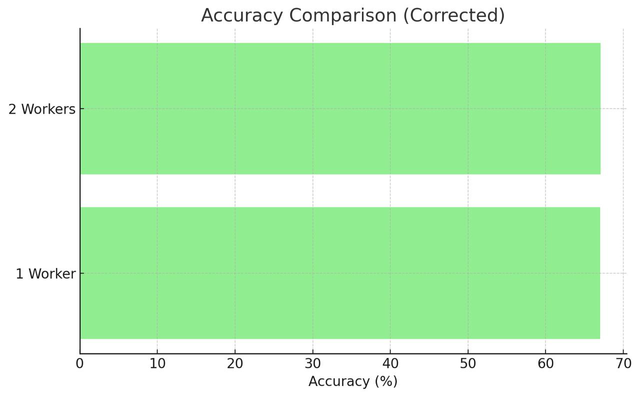 Accuracy Comparison (Corrected)
2 Workers
1 Worker
0 10 20 30 40 50 60 70
Accuracy (%)